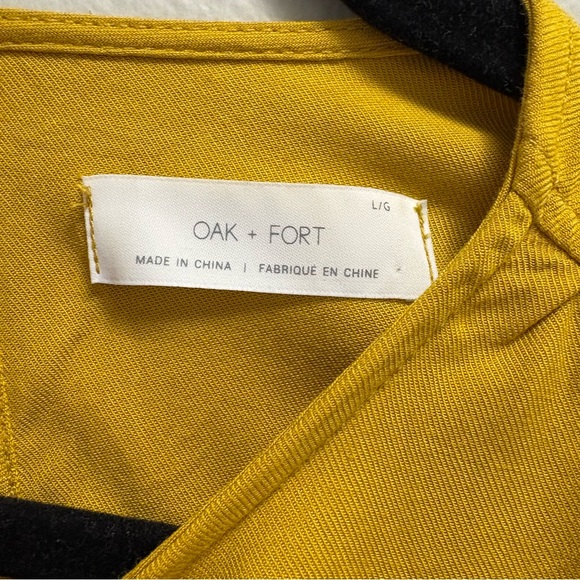 L/G
OAK + FORT
MADE IN CHINA | FABRIQUÉ EN CHINE